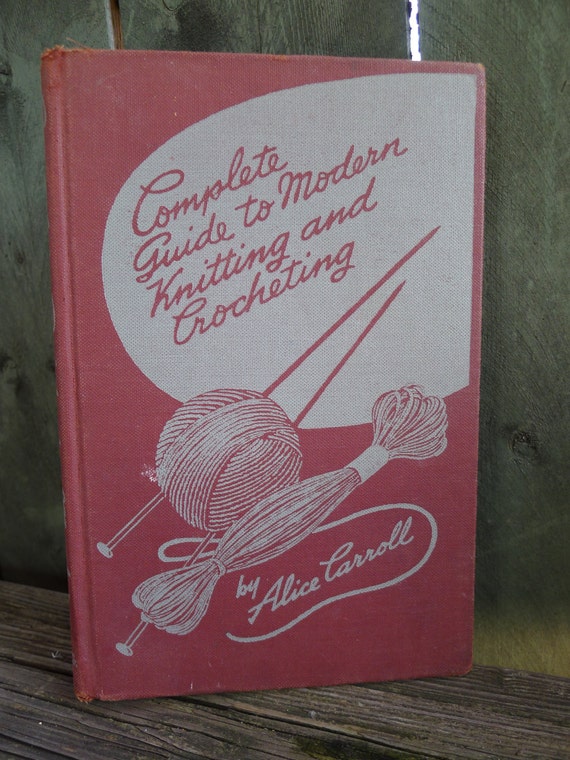 Complete
Guide to Modern
Knitting and
Crocheting
by Alice Carroll